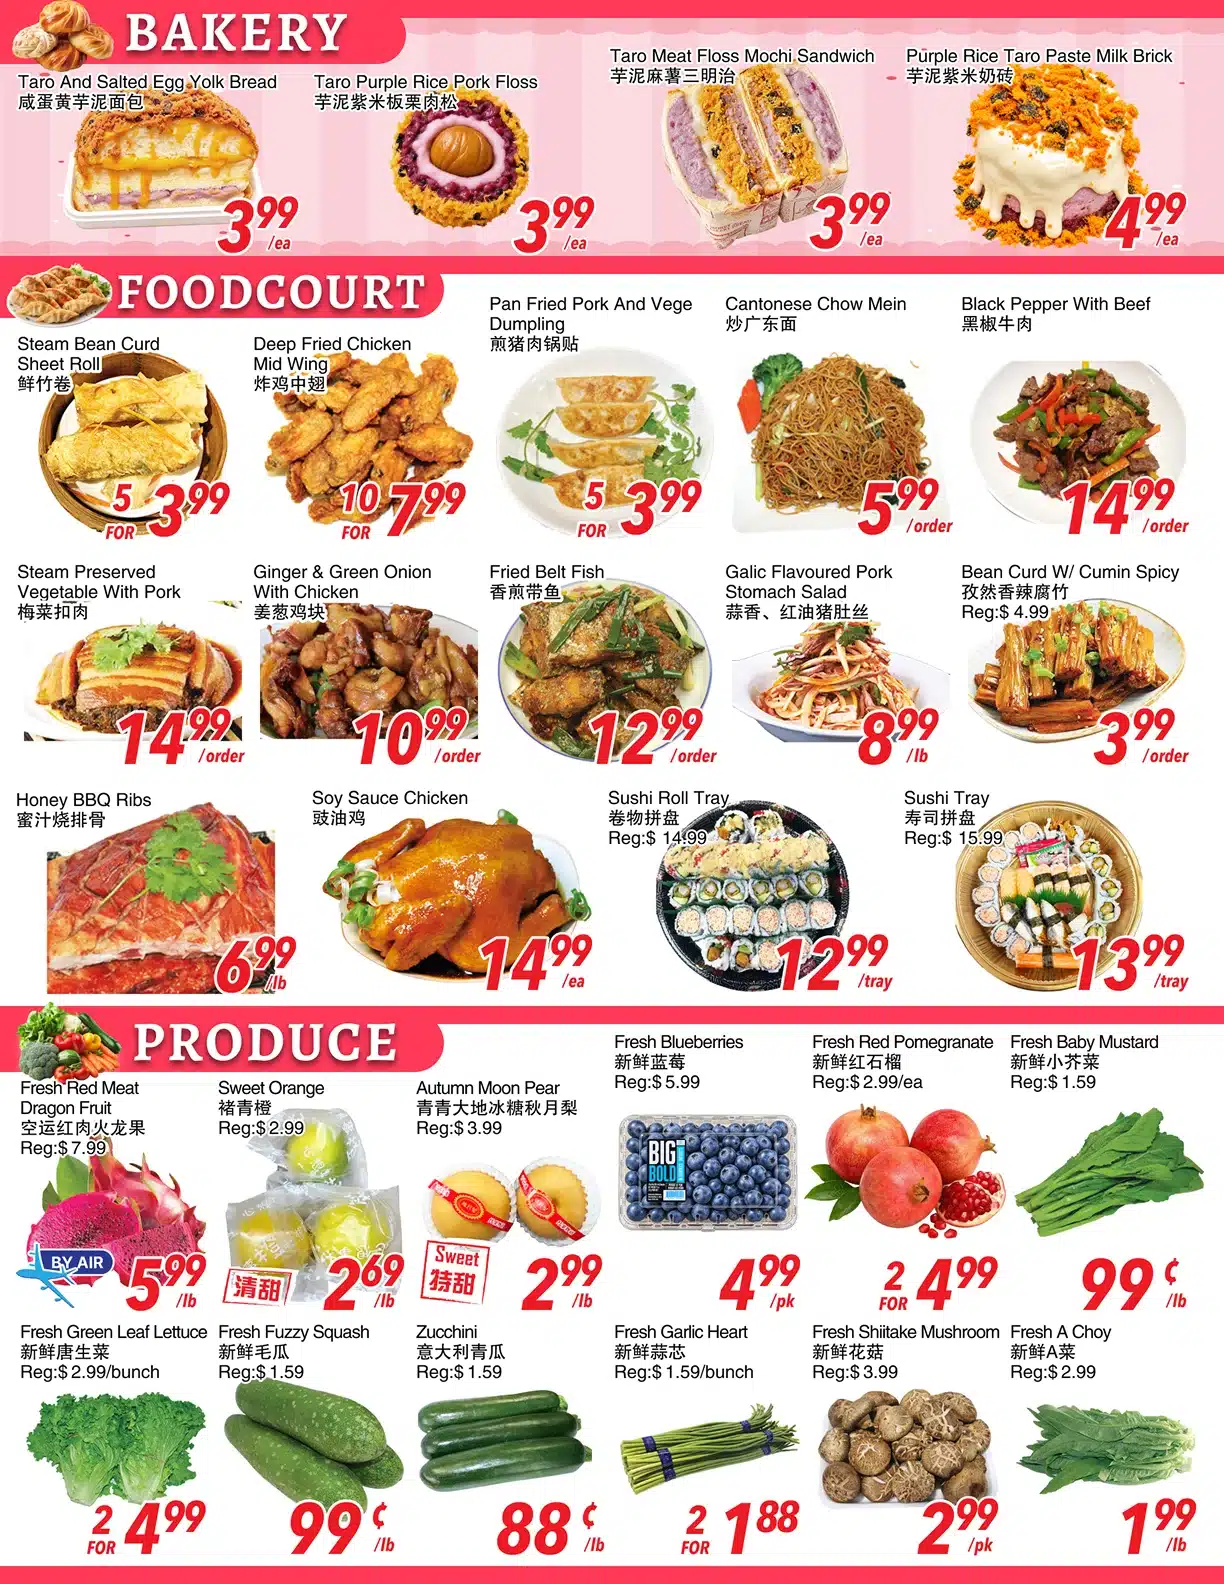 BAKERY
Taro And Salted Egg Yolk Bread
咸蛋黄芋泥面包
3.99/ea
Taro Purple Rice Pork Floss
芋泥紫米板栗肉松
3.99/ea
Taro Meat Floss Mochi Sandwich
芋泥麻薯三明治
3.99/ea
Purple Rice Taro Paste Milk Brick
芋泥紫米奶砖
4.99/ea
FOODCOURT
Steam Bean Curd
Sheet Roll
鲜竹卷
5 FOR 3.99
Deep Fried Chicken
Mid Wing
炸鸡中翅
10 FOR 7.99
Pan Fried Pork And Vege
Dumpling
煎猪肉锅贴
5 FOR 3.99
Cantonese Chow Mein
炒广东面
5.99/order
Black Pepper With Beef
黑椒牛肉
14.99/order
Steam Preserved
Vegetable With Pork
梅菜扣肉
14.99/order
Ginger & Green Onion
With Chicken
姜葱鸡块
10.99/order
Fried Belt Fish
香煎带鱼
12.99/order
Galic Flavoured Pork
Stomach Salad
蒜香、红油猪肚丝
8.99/lb
Bean Curd W/ Cumin Spicy
孜然香辣腐竹
Reg:$ 4.99
3.99/order
Honey BBQ Ribs
蜜汁烧排骨
6.99/lb
Soy Sauce Chicken
豉油鸡
14.99/ea
Sushi Roll Tray
卷物拼盘
Reg:$ 14.99
12.99/tray
Sushi Tray
寿司拼盘
Reg:$ 15.99
13.99/tray
PRODUCE
Fresh Red Meat
Dragon Fruit
空运红肉火龙果
Reg:$ 7.99
BY AIR
5.99/lb
Sweet Orange
褚青橙
Reg:$ 2.99
清甜
2.69/lb
Autumn Moon Pear
青青大地冰糖秋月梨
Reg:$ 3.99
Sweet
特甜
2.99/lb
Fresh Blueberries
新鲜蓝莓
Reg:$ 5.99
BIG
BOLD
4.99/pk
Fresh Red Pomegranate
新鲜红石榴
Reg:$ 2.99/ea
2 FOR 4.99
Fresh Baby Mustard
新鲜小芥菜
Reg:$ 1.59
99¢/lb
Fresh Green Leaf Lettuce
新鲜唐生菜
Reg:$ 2.99/bunch
2 FOR 4.99
Fresh Fuzzy Squash
新鲜毛瓜
Reg:$ 1.59
99¢/lb
Zucchini
意大利青瓜
Reg:$ 1.59
88¢/lb
Fresh Garlic Heart
新鲜蒜芯
Reg:$ 1.59/bunch
2 FOR 1.88
Fresh Shiitake Mushroom
新鲜花菇
Reg:$ 3.99
2.99/pk
Fresh A Choy
新鲜A菜
Reg:$ 2.99
1.99/lb